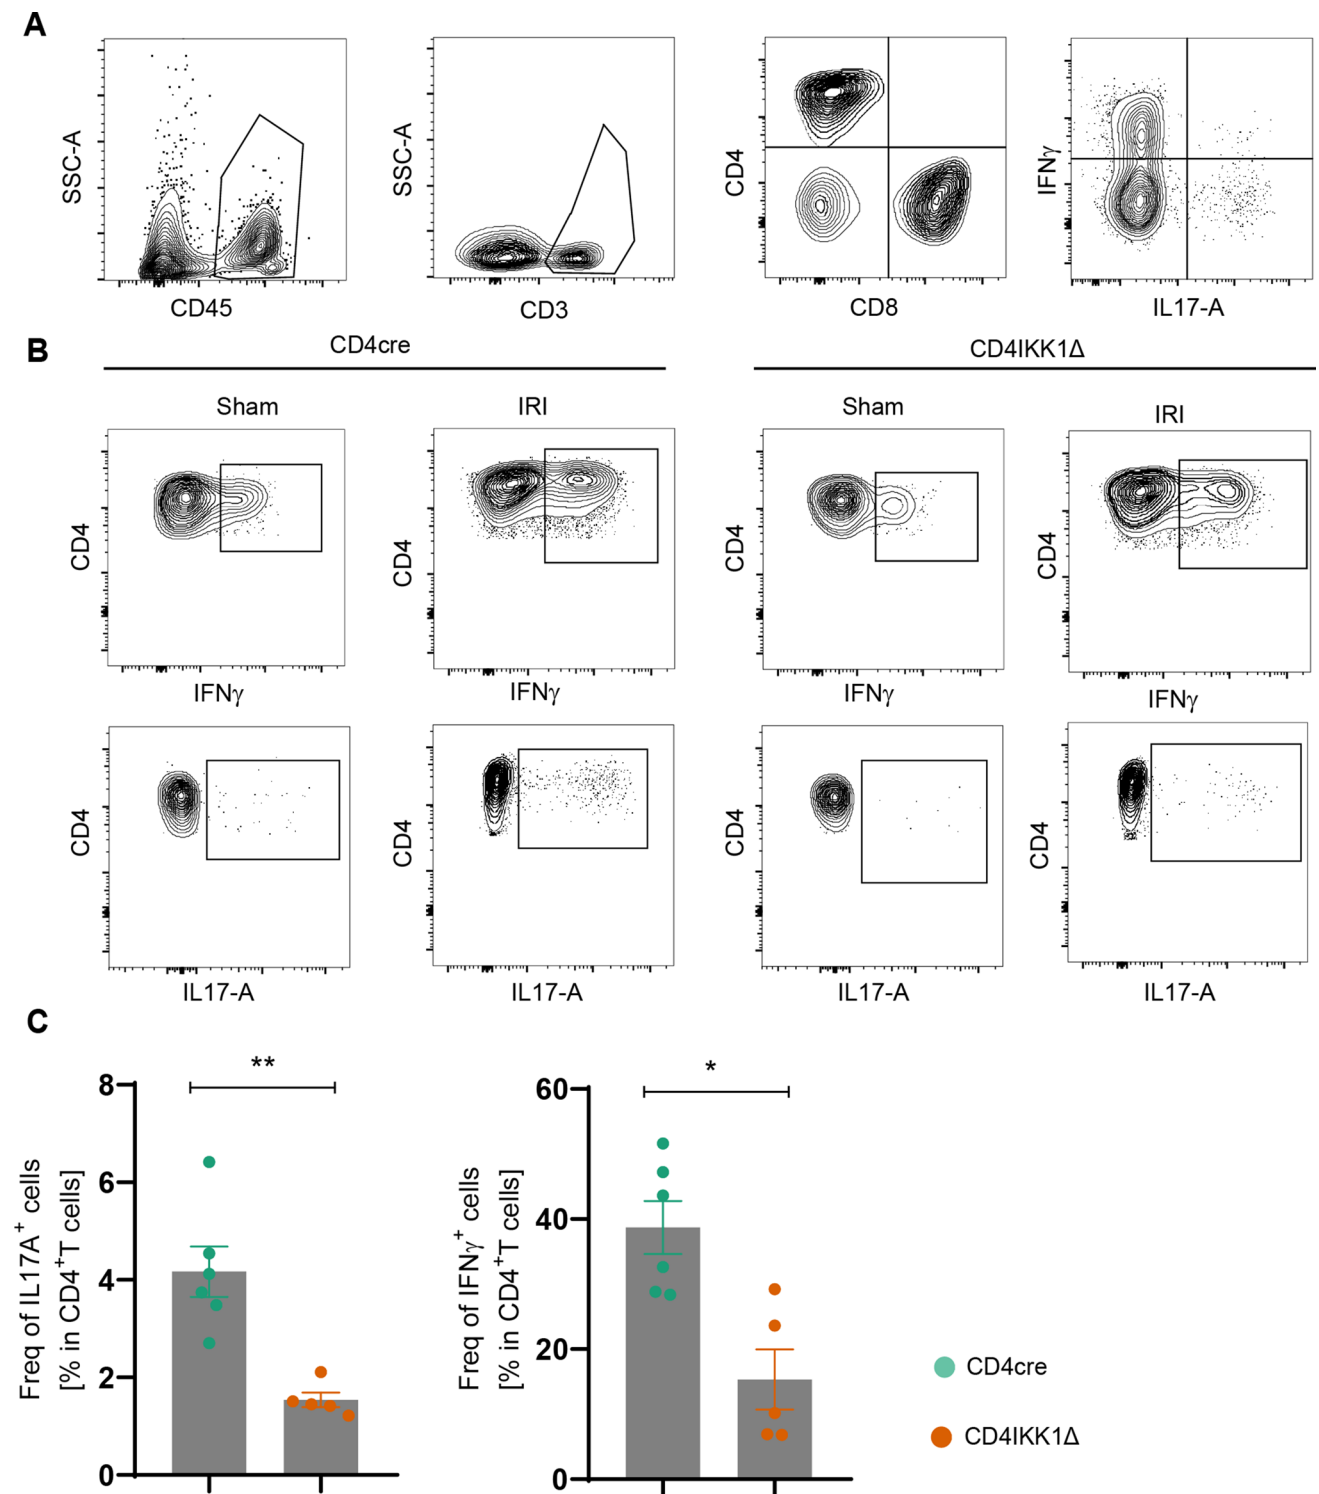 A
SSC-A
CD45
SSC-A
CD3
CD4
CD8
IFNγ
IL17-A
B
CD4cre
CD4IKK1Δ
Sham
IRI
Sham
IRI
CD4
IFNγ
CD4
IFNγ
CD4
IFNγ
CD4
IFNγ
CD4
IL17-A
CD4
IL17-A
CD4
IL17-A
CD4
IL17-A
C
Freq of IL17A+ cells
[% in CD4+T cells]
8
6
4
2
0
**
Freq of IFNγ+ cells
[% in CD4+T cells]
60
40
20
0
*
CD4cre
CD4IKK1Δ